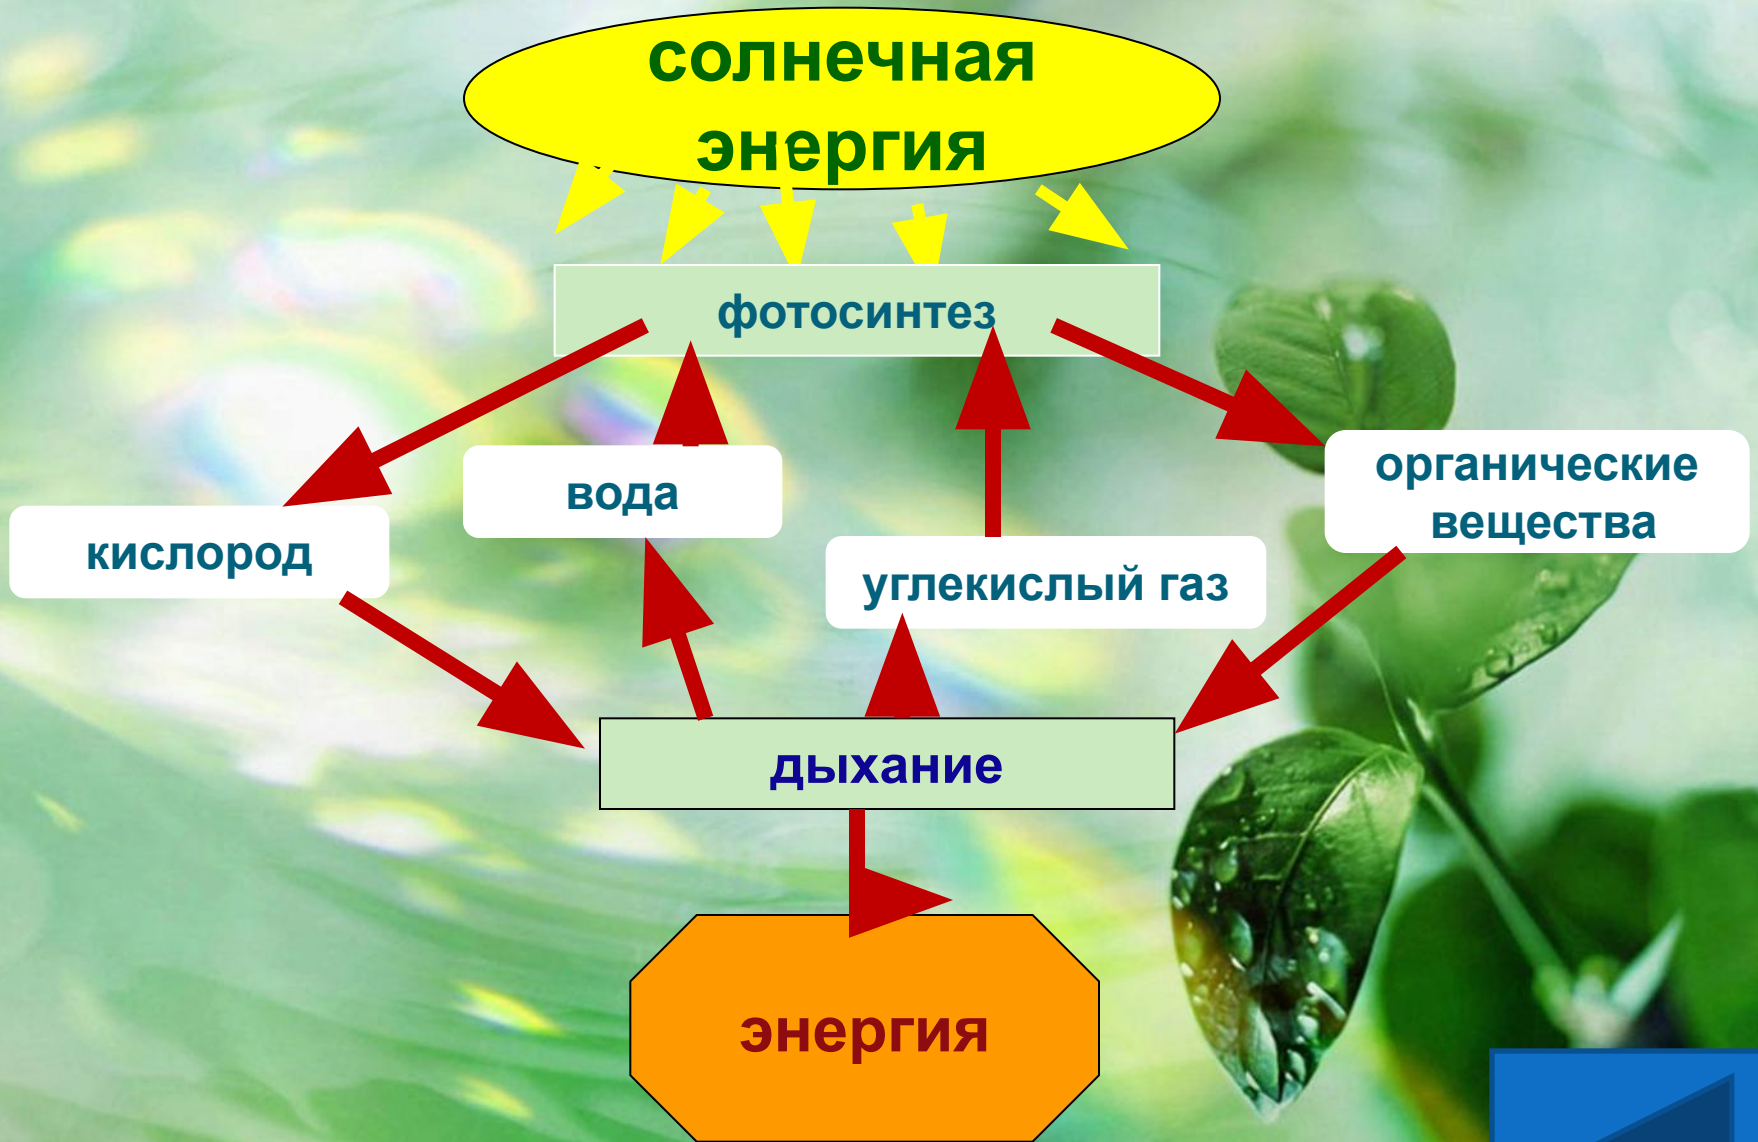 солнечная
энергия
фотосинтез
вода
органические
вещества
кислород
углекислый газ
дыхание
энергия